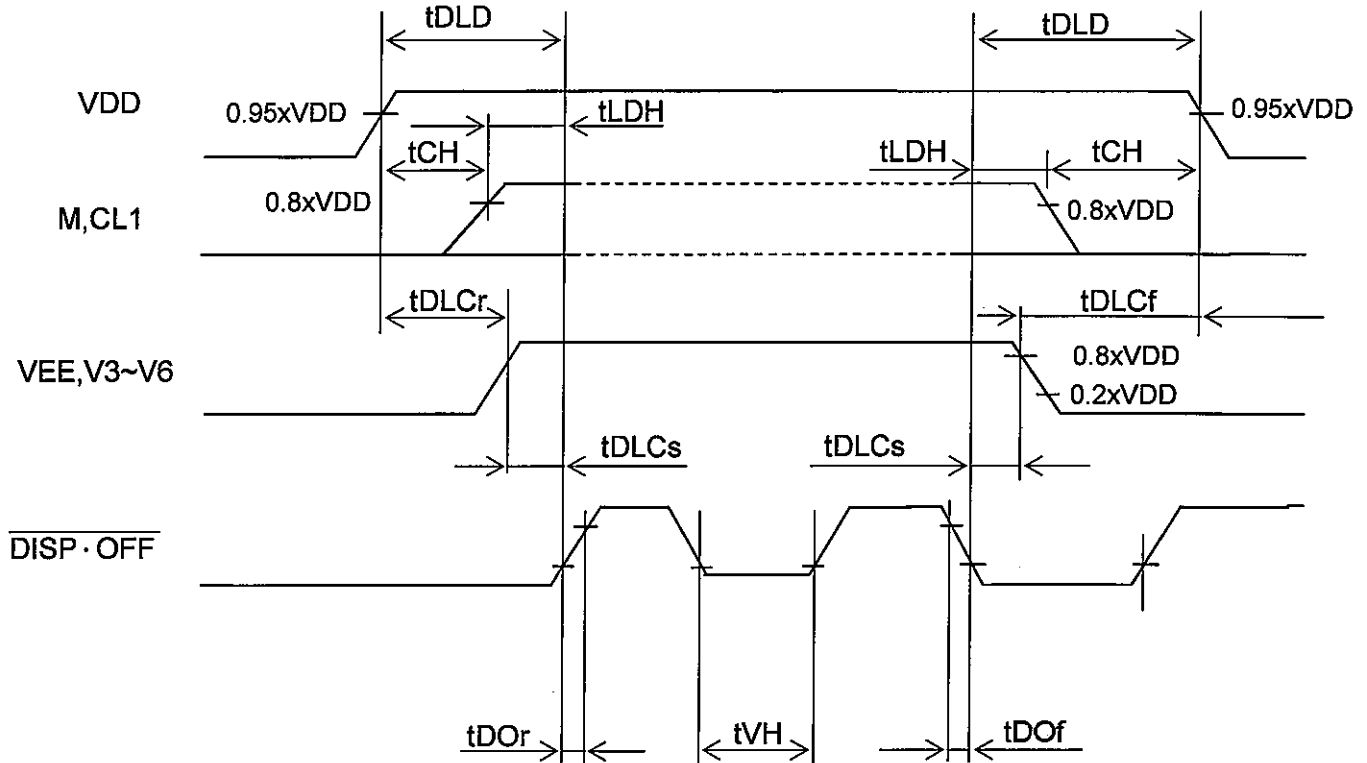 tDLD
tDLD
VDD
0.95xVDD
tLDH
0.95xVDD
tCH
tLDH
tCH
M,CL1
0.8xVDD
0.8xVDD
tDLCr
tDLCf
VEE,V3~V6
0.8xVDD
0.2xVDD
tDLCs
tDLCs
DISP · OFF
tDOr
tVH
tDOf